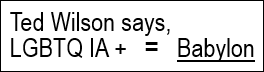 Ted Wilson says,
LGBTQ IA + = Babylon